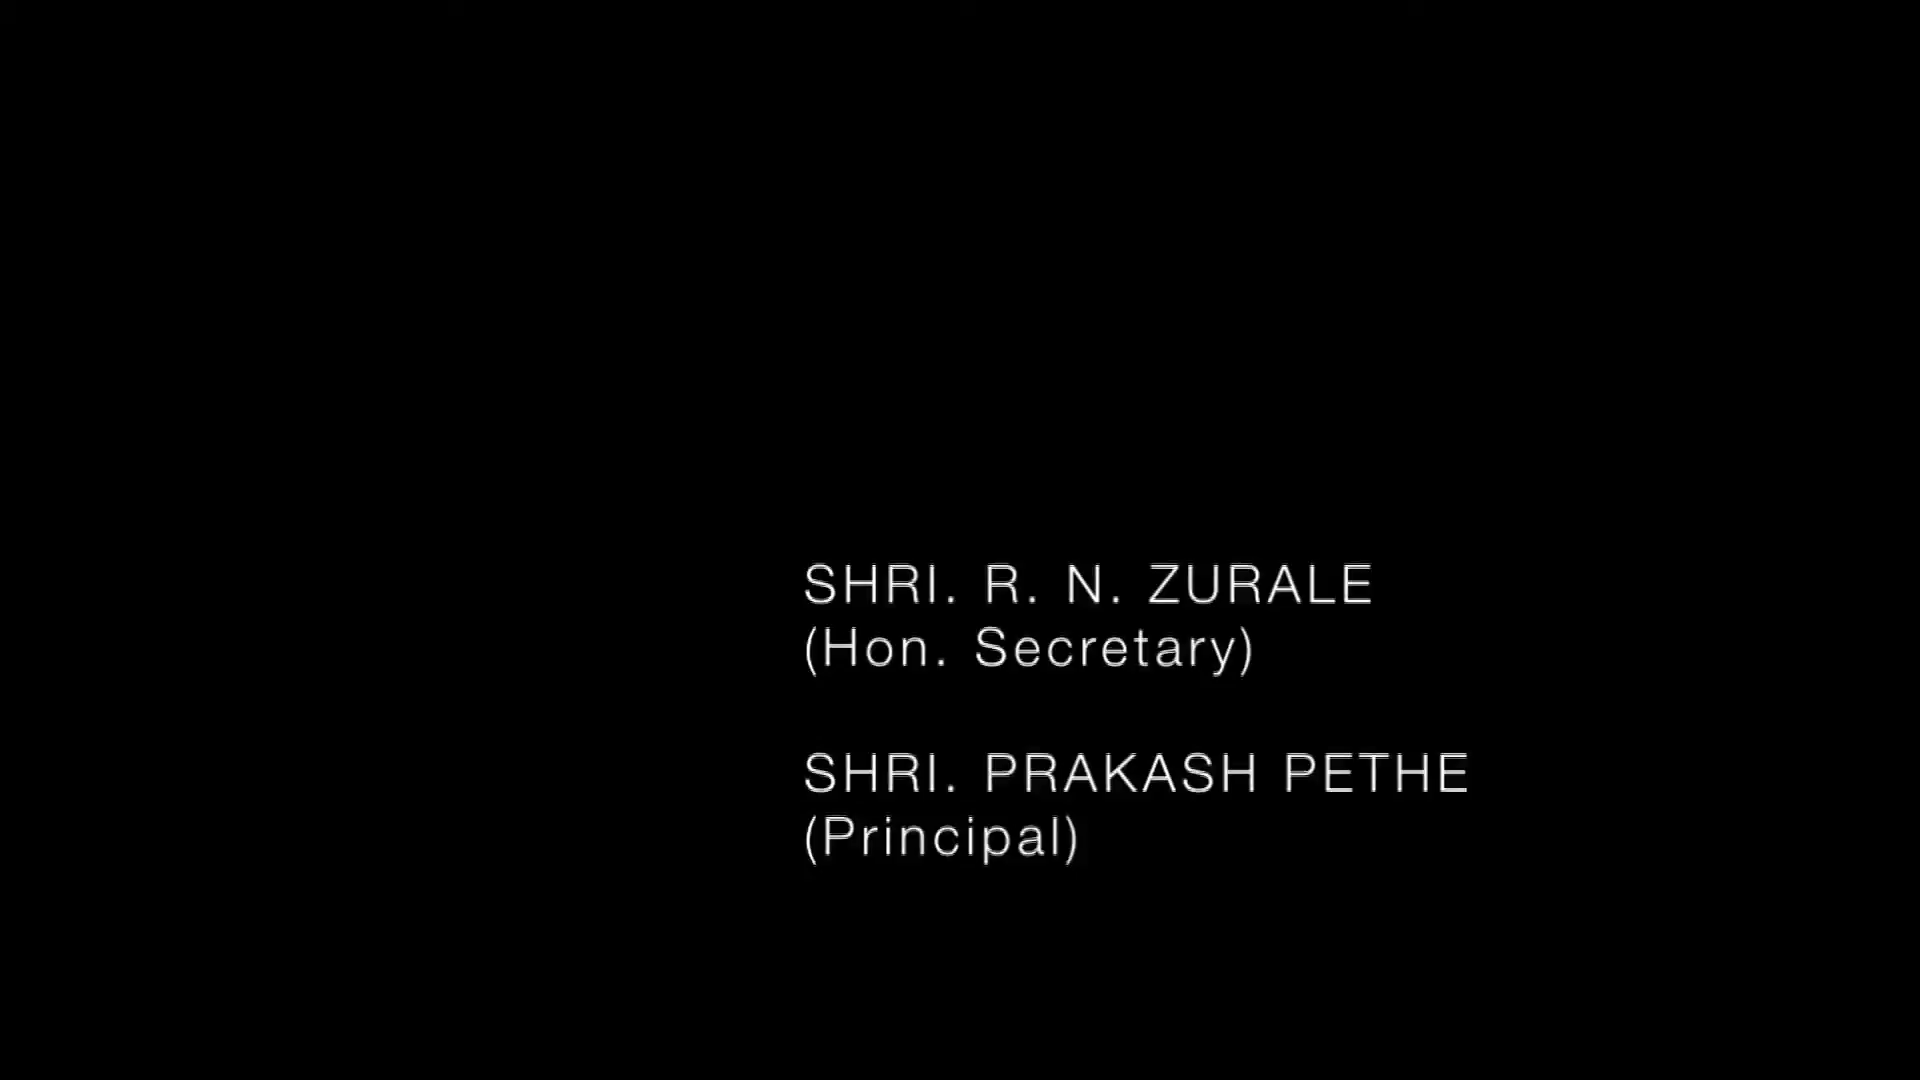 SHRI. R. N. ZURALE
(Hon. Secretary)
SHRI. PRAKASH PETHE
(Principal)